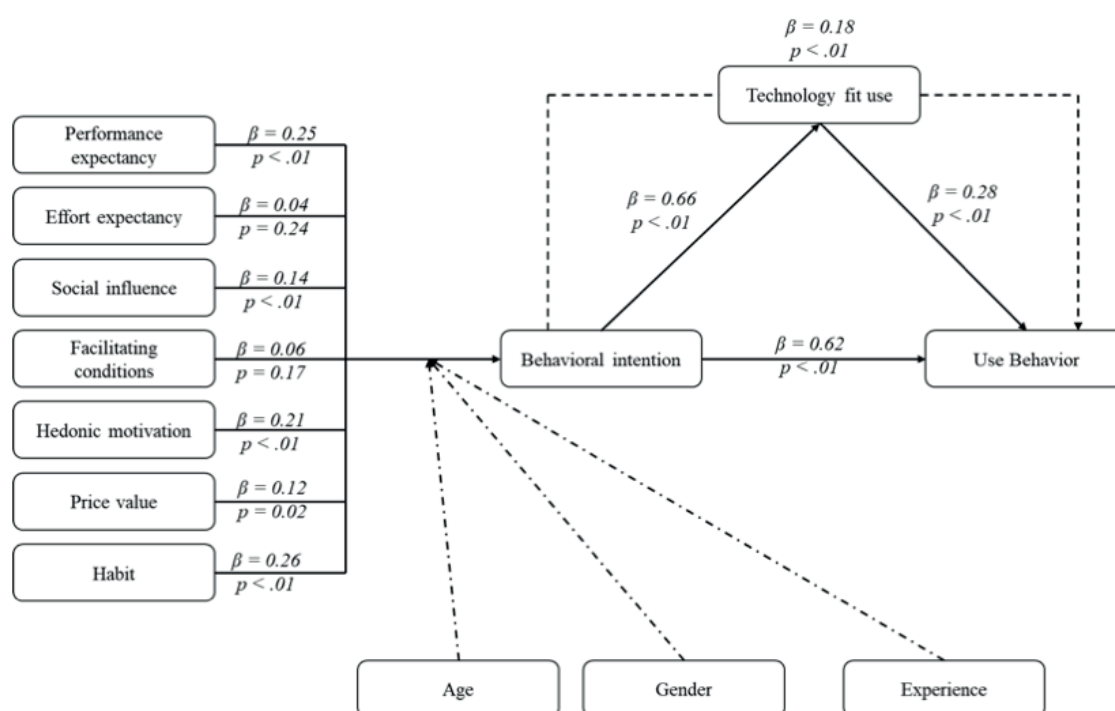 β = 0.18
p < .01
Technology fit use
Performance
expectancy
β = 0.25
p < .01
Effort expectancy
β = 0.04
p = 0.24
Social influence
β = 0.14
p < .01
Facilitating
conditions
β = 0.06
p = 0.17
Hedonic motivation
β = 0.21
p < .01
Price value
β = 0.12
p = 0.02
Habit
β = 0.26
p < .01
β = 0.66
p < .01
β = 0.28
p < .01
Behavioral intention
β = 0.62
p < .01
Use Behavior
Age
Gender
Experience